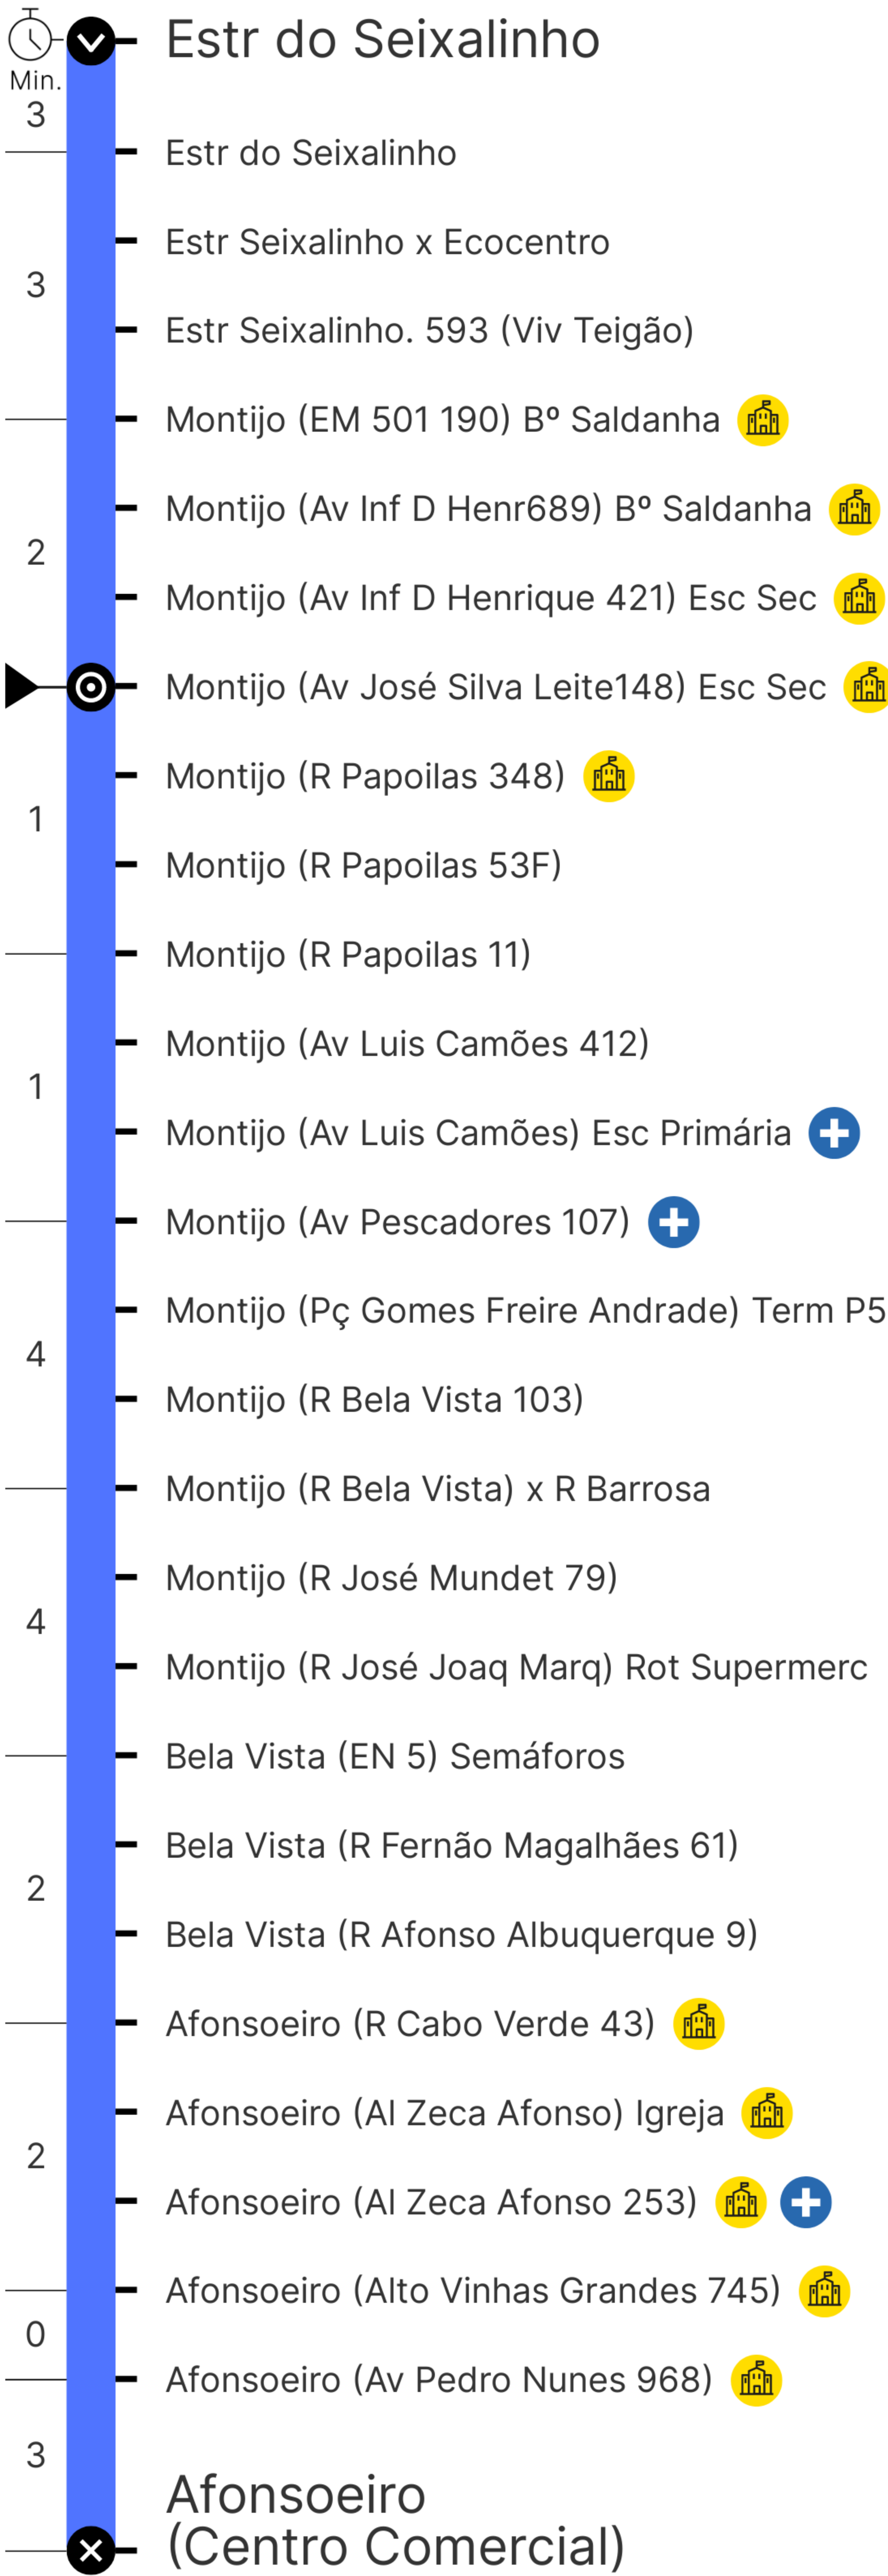 Estr do Seixalinho
Min.
3
Estr do Seixalinho
Estr Seixalinho x Ecocentro
3
Estr Seixalinho. 593 (Viv Teigão)
Montijo (EM 501 190) Bº Saldanha
Montijo (Av Inf D Henr689) Bº Saldanha
2
Montijo (Av Inf D Henrique 421) Esc Sec
Montijo (Av José Silva Leite148) Esc Sec
Montijo (R Papoilas 348)
1
Montijo (R Papoilas 53F)
Montijo (R Papoilas 11)
Montijo (Av Luis Camões 412)
1
Montijo (Av Luis Camões) Esc Primária
Montijo (Av Pescadores 107)
Montijo (Pç Gomes Freire Andrade) Term P5
4
Montijo (R Bela Vista 103)
Montijo (R Bela Vista) x R Barrosa
Montijo (R José Mundet 79)
4
Montijo (R José Joaq Marq) Rot Supermerc
Bela Vista (EN 5) Semáforos
Bela Vista (R Fernão Magalhães 61)
2
Bela Vista (R Afonso Albuquerque 9)
Afonsoeiro (R Cabo Verde 43)
Afonsoeiro (Al Zeca Afonso) Igreja
2
Afonsoeiro (Al Zeca Afonso 253)
Afonsoeiro (Alto Vinhas Grandes 745)
0
Afonsoeiro (Av Pedro Nunes 968)
3
Afonsoeiro
(Centro Comercial)